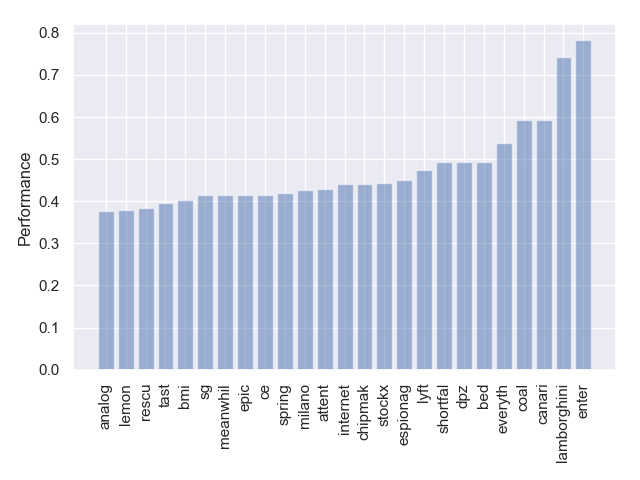 0.8
0.7
0.6
0.5
0.4
0.3
0.2
0.1
0.0
Performance
analog
lemon
rescu
tast
bmi
sg
meanwhil
epic
ce
spring
milano
attent
internet
chipmak
stockx
espionag
lyft
shortfal
dpz
bed
everyth
coal
canari
lamborghini
enter